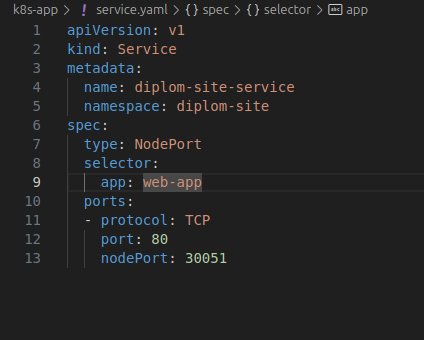 k8s-app > ! service.yaml > {} spec > {} selector > abc app
1 apiVersion: v1
2 kind: Service
3 metadata:
4   name: diplom-site-service
5   namespace: diplom-site
6 spec:
7   type: NodePort
8   selector:
9     app: web-app
10   ports:
11   - protocol: TCP
12     port: 80
13     nodePort: 30051